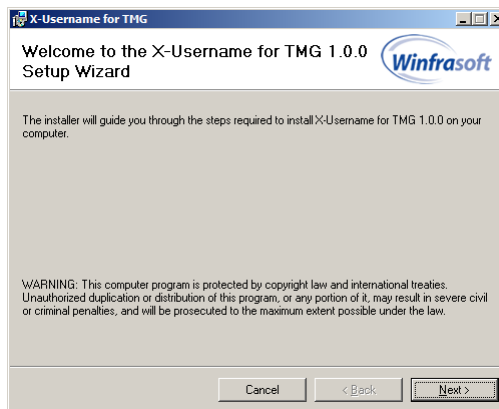 X-Username for TMG
Welcome to the X-Username for TMG 1.0.0
Setup Wizard
Winfrasoft
The installer will guide you through the steps required to install X-Username for TMG 1.0.0 on your
computer.
WARNING: This computer program is protected by copyright law and international treaties.
Unauthorized duplication or distribution of this program, or any portion of it, may result in severe civil
or criminal penalties, and will be prosecuted to the maximum extent possible under the law.
Cancel
< Back
Next >